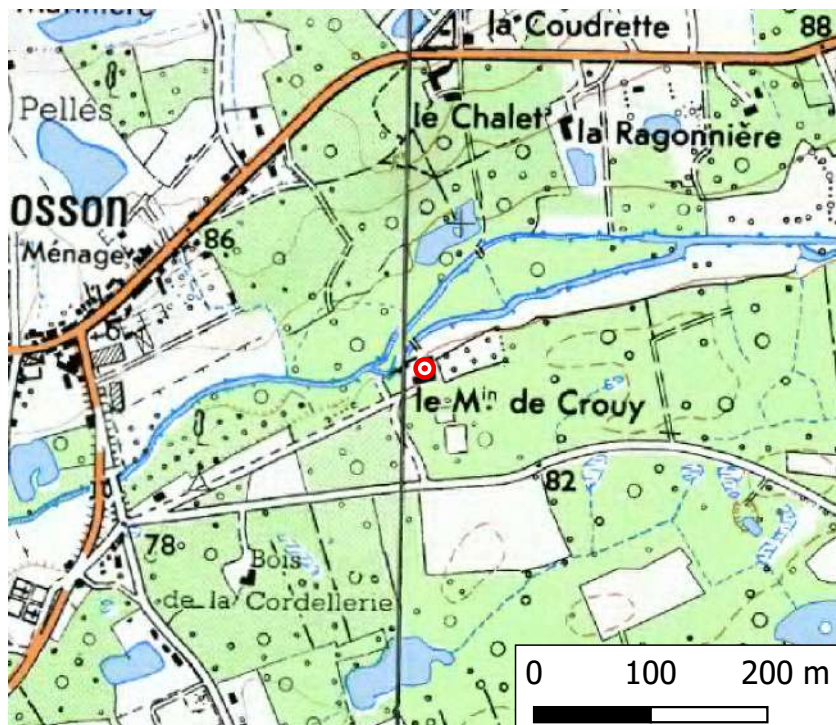 la Coudrette
88
Pellés
le Chalet
la Ragonnière
osson
Ménage
86
le Mⁱⁿ de Crouy
82
78
Bois
de la Cordellerie
0 100 200 m